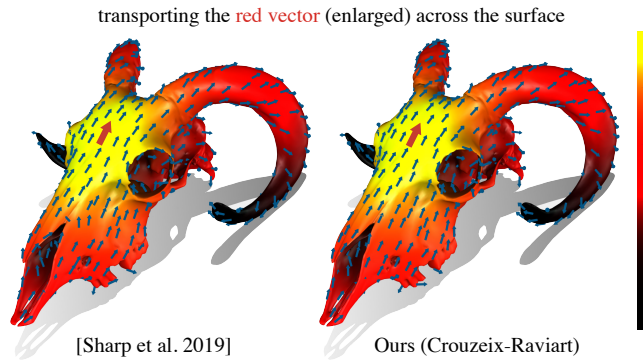 transporting the red vector (enlarged) across the surface
[Sharp et al. 2019]
Ours (Crouzeix-Raviart)